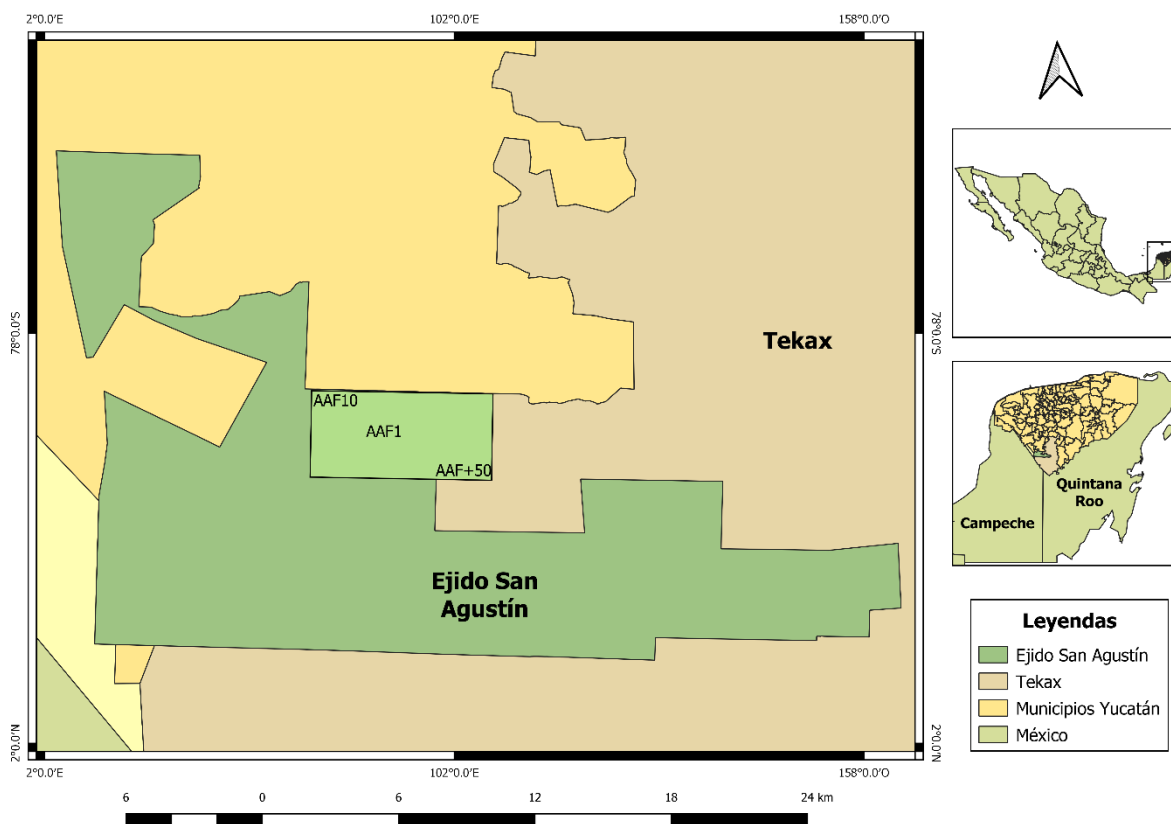 2°0.0′E
102°0.0′E
158°0.0′O
78°0.0′S
78°0.0′S
Tekax
AAF10
AAF1
AAF+50
Ejido San
Agustín
Campeche
Quintana
Roo
Leyendas
Ejido San Agustín
Tekax
Municipios Yucatán
México
2°0.0′N
2°0.0′N
2°0.0′E
102°0.0′E
158°0.0′O
6 0 6 12 18 24 km